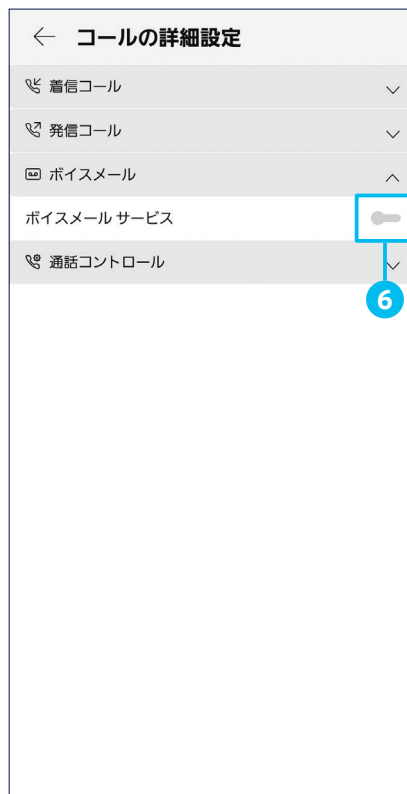 コールの詳細設定
着信コール
発信コール
ボイスメール
ボイスメール サービス
通話コントロール
6